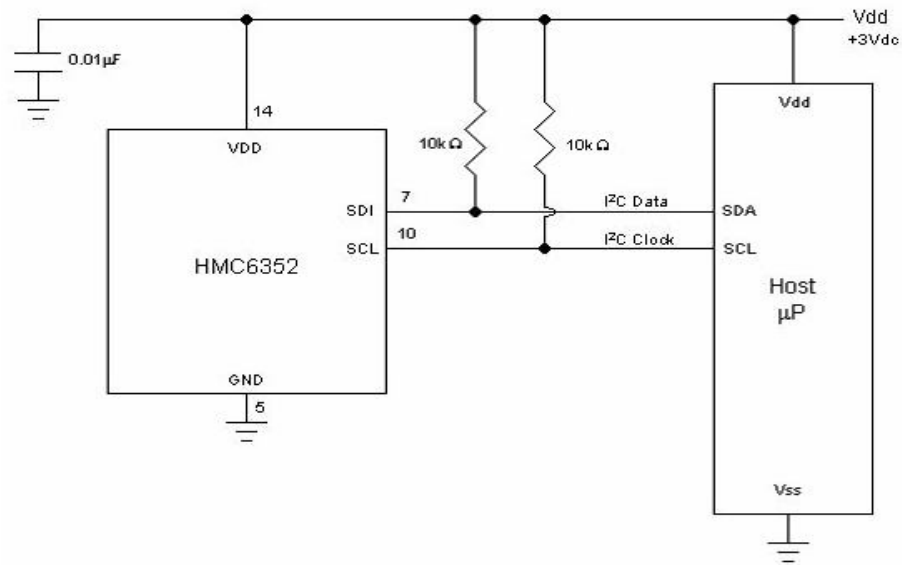 Vdd
+3Vdc
0.01µF
14
VDD
Vdd
10kΩ
10kΩ
SDI
7
I²C Data
SDA
SCL
10
I²C Clock
SCL
HMC6352
Host
µP
GND
5
Vss